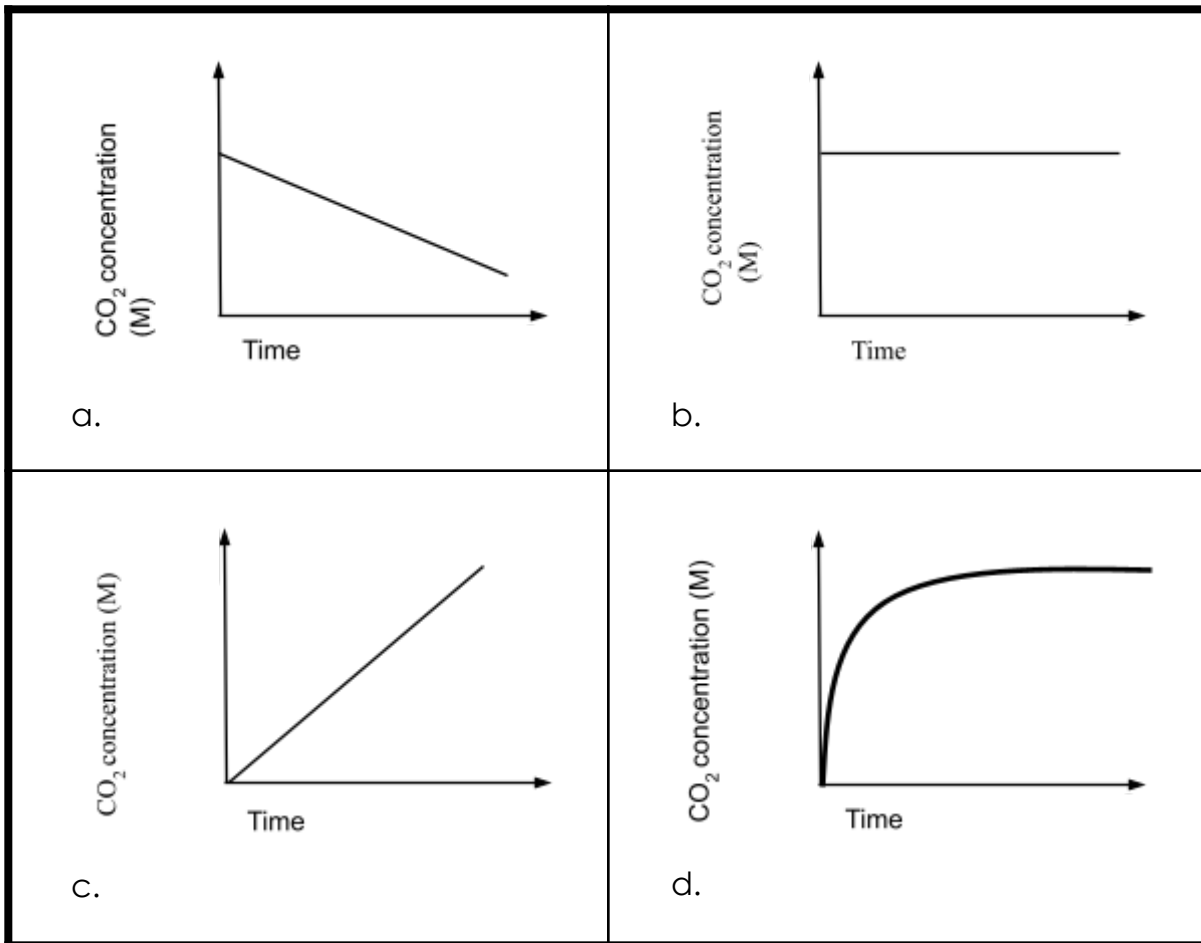 CO₂ concentration
(M)
Time
a.
CO₂ concentration
(M)
Time
b.
CO₂ concentration (M)
Time
c.
CO₂ concentration (M)
Time
d.